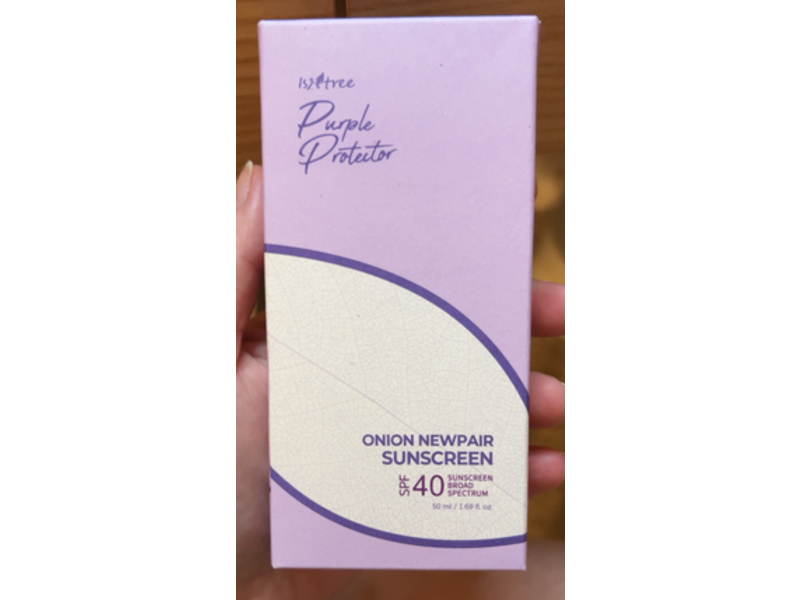 Isntree
Purple
Protector
ONION NEWPAIR
SUNSCREEN
SPF 40 SUNSCREEN
BROAD
SPECTRUM
50 ml / 1.69 fl. oz